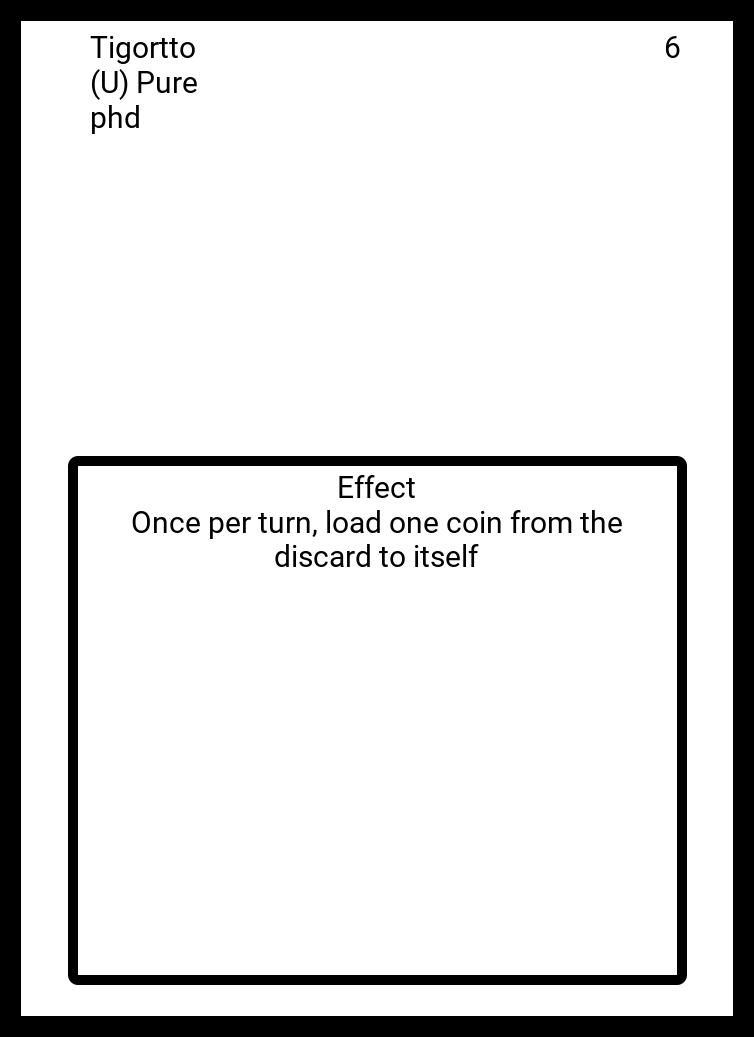 Tigortto
6
(U) Pure
phd
Effect
Once per turn, load one coin from the
discard to itself